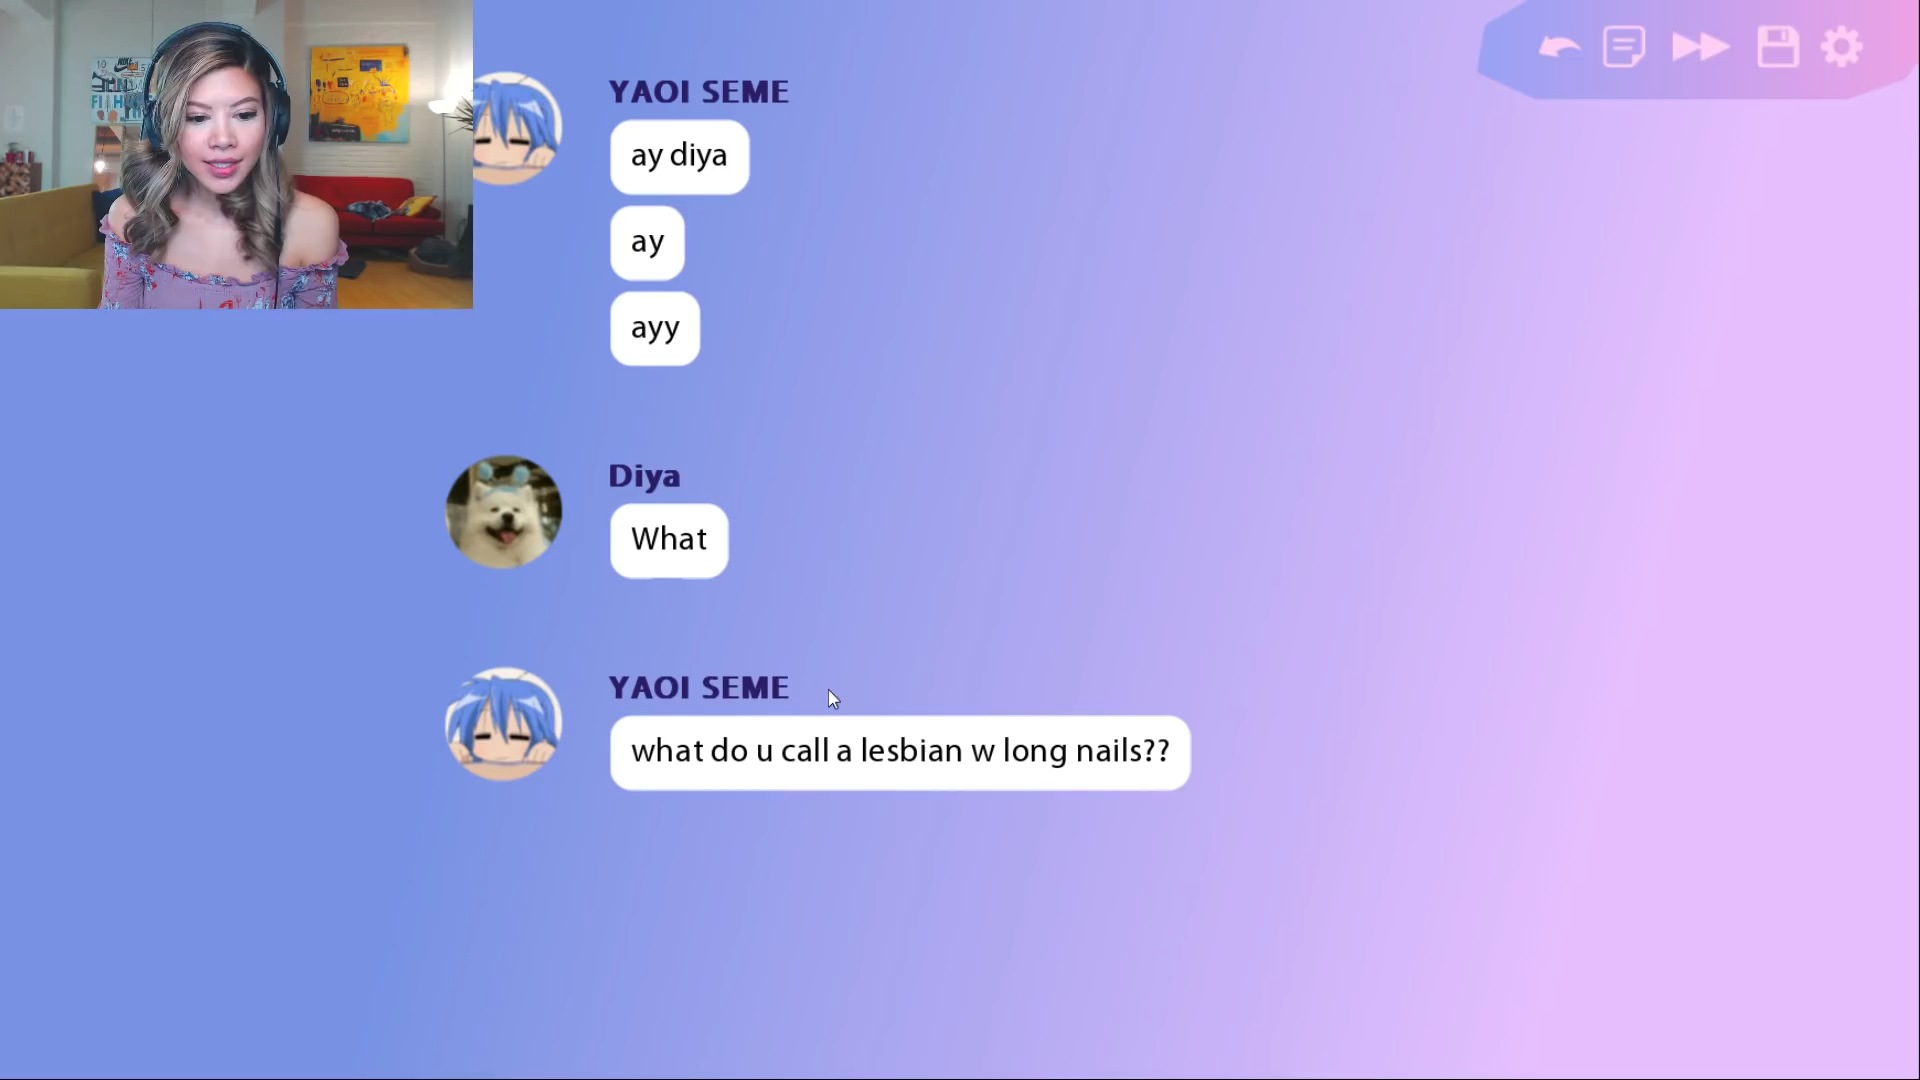 YAOI SEME
ay diya
ay
ayy
Diya
What
YAOI SEME
what do u call a lesbian w long nails??